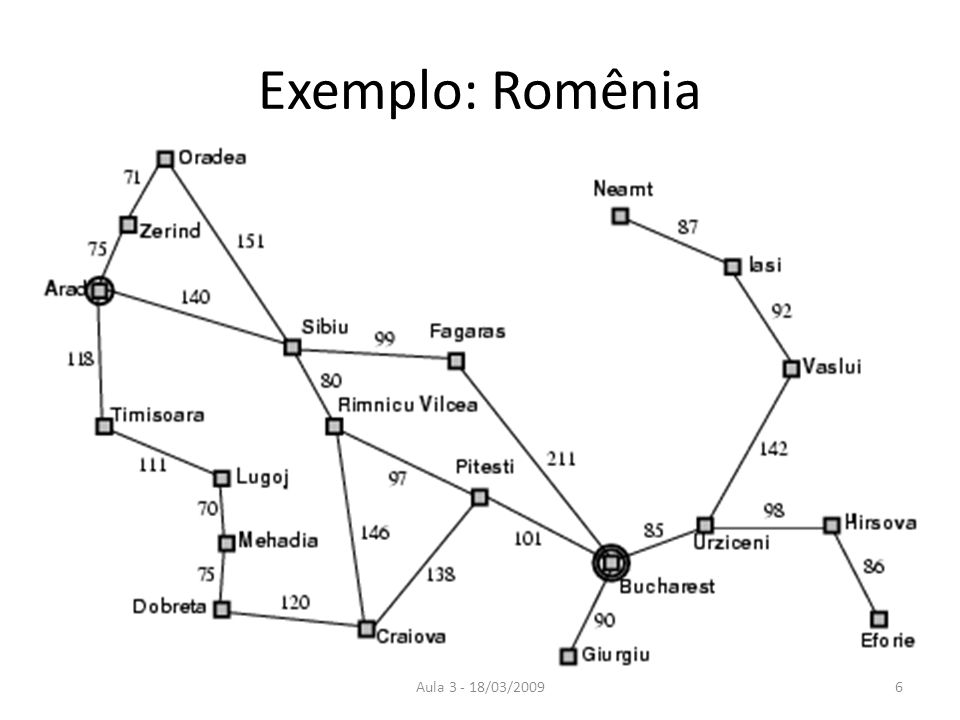 Exemplo: Romênia
Oradea
71
Neamt
Zerind
87
75
151
Iasi
Arad
140
92
Sibiu
Fagaras
99
118
80
Vaslui
Timisoara
Rimnicu Vilcea
111
142
Lugoj
97
Pitesti
211
70
98
Hirsova
Mehadia
146
101
85
Urziceni
75
138
86
Bucharest
Dobreta
120
90
Craiova
Eforie
Giurgiu
Aula 3 - 18/03/2009
6